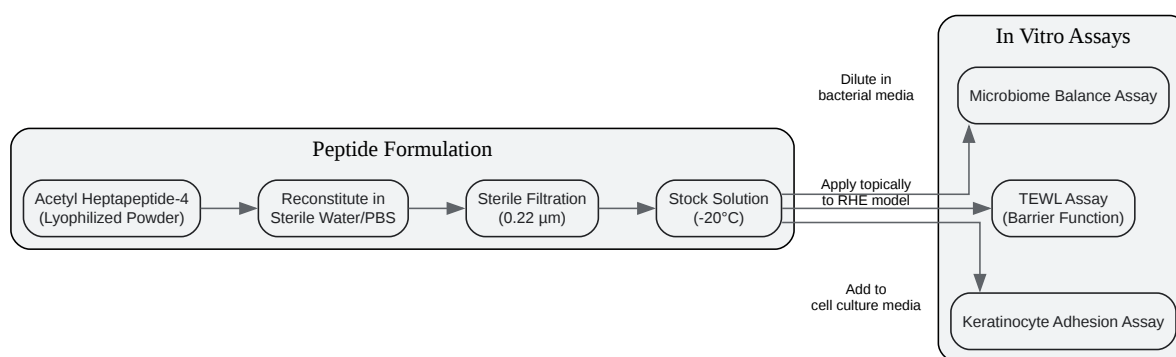 Peptide Formulation
Acetyl Heptapeptide-4
(Lyophilized Powder)
Reconstitute in
Sterile Water/PBS
Sterile Filtration
(0.22 µm)
Stock Solution
(-20°C)
Dilute in
bacterial media
Apply topically
to RHE model
Add to
cell culture media
In Vitro Assays
Microbiome Balance Assay
TEWL Assay
(Barrier Function)
Keratinocyte Adhesion Assay